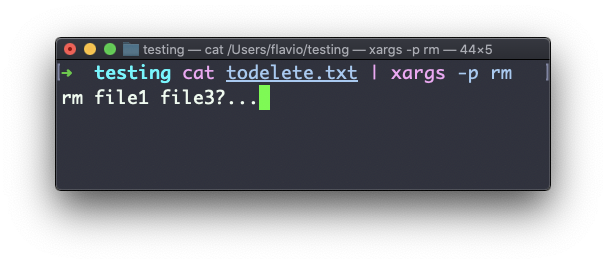 testing — cat /Users/flavio/testing — xargs -p rm — 44×5
➜ testing cat todelete.txt | xargs -p rm
rm file1 file3?...